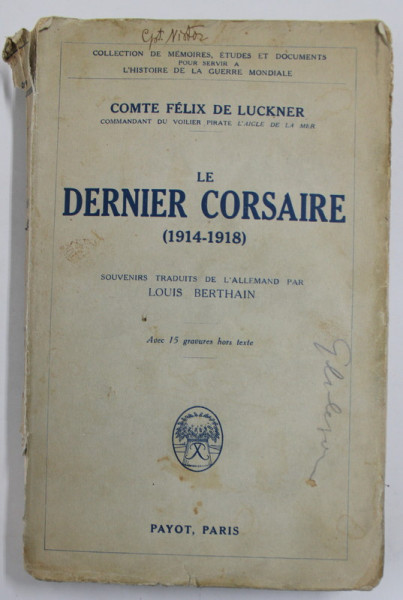 COLLECTION DE MÉMOIRES, ÉTUDES ET DOCUMENTS
POUR SERVIR A
L'HISTOIRE DE LA GUERRE MONDIALE
COMTE FÉLIX DE LUCKNER
COMMANDANT DU VOILIER PIRATE L'AIGLE DE LA MER
LE
DERNIER CORSAIRE
(1914-1918)
SOUVENIRS TRADUITS DE L'ALLEMAND PAR
LOUIS BERTHAIN
Avec 15 gravures hors texte
PAYOT, PARIS